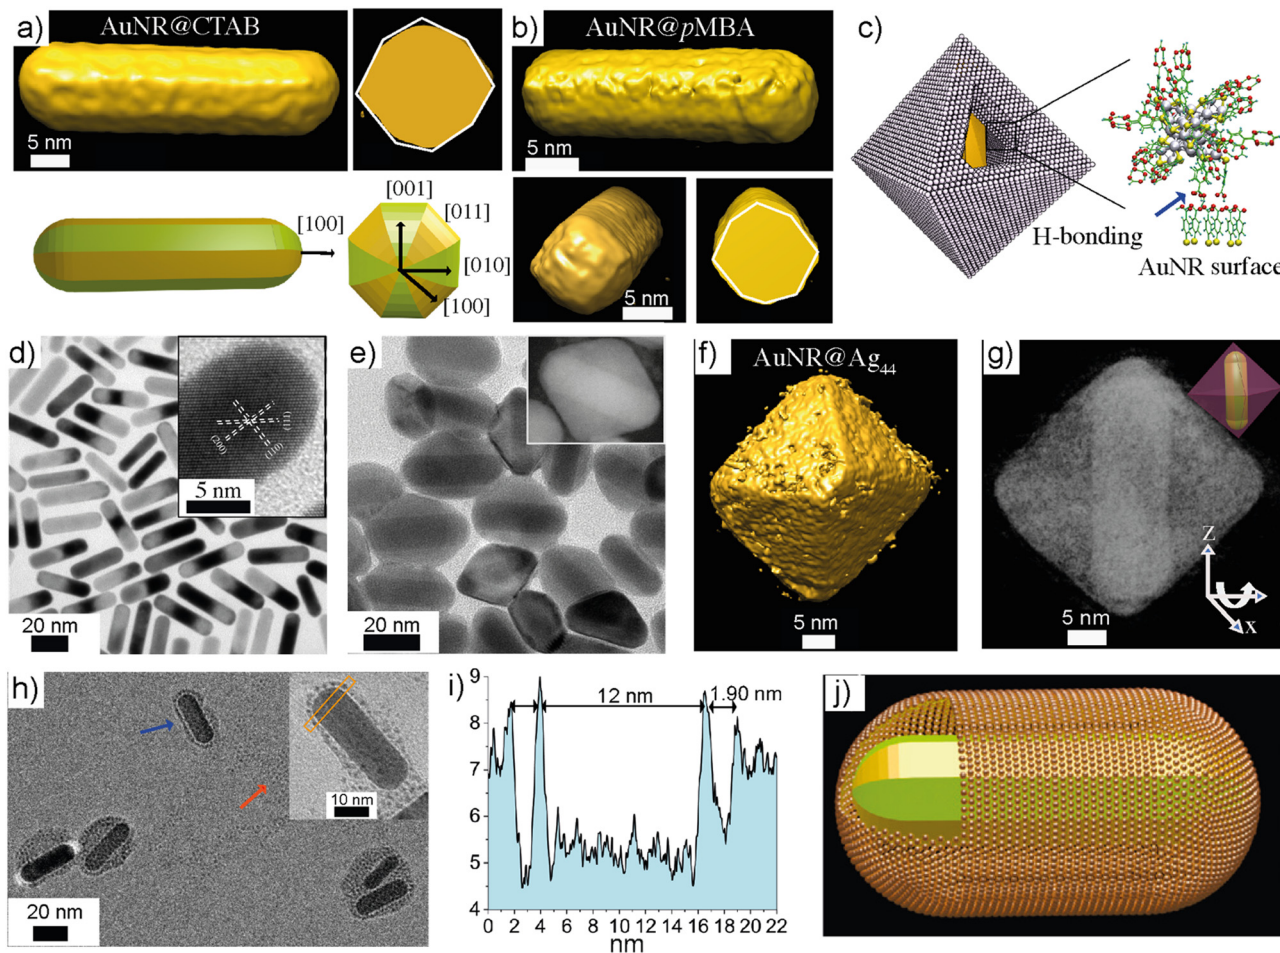 a) AuNR@CTAB
5 nm
b) AuNR@pMBA
c)
[100]
[001]
[011]
[010]
[100]
5 nm
5 nm
H-bonding
AuNR surface
d)
(200)
(110)
(111)
5 nm
20 nm
e)
20 nm
f) AuNR@Ag44
5 nm
g)
Z
X
5 nm
h)
10 nm
20 nm
i)
9
8
7
6
5
4
12 nm
1.90 nm
0 2 4 6 8 10 12 14 16 18 20 22
nm
j)